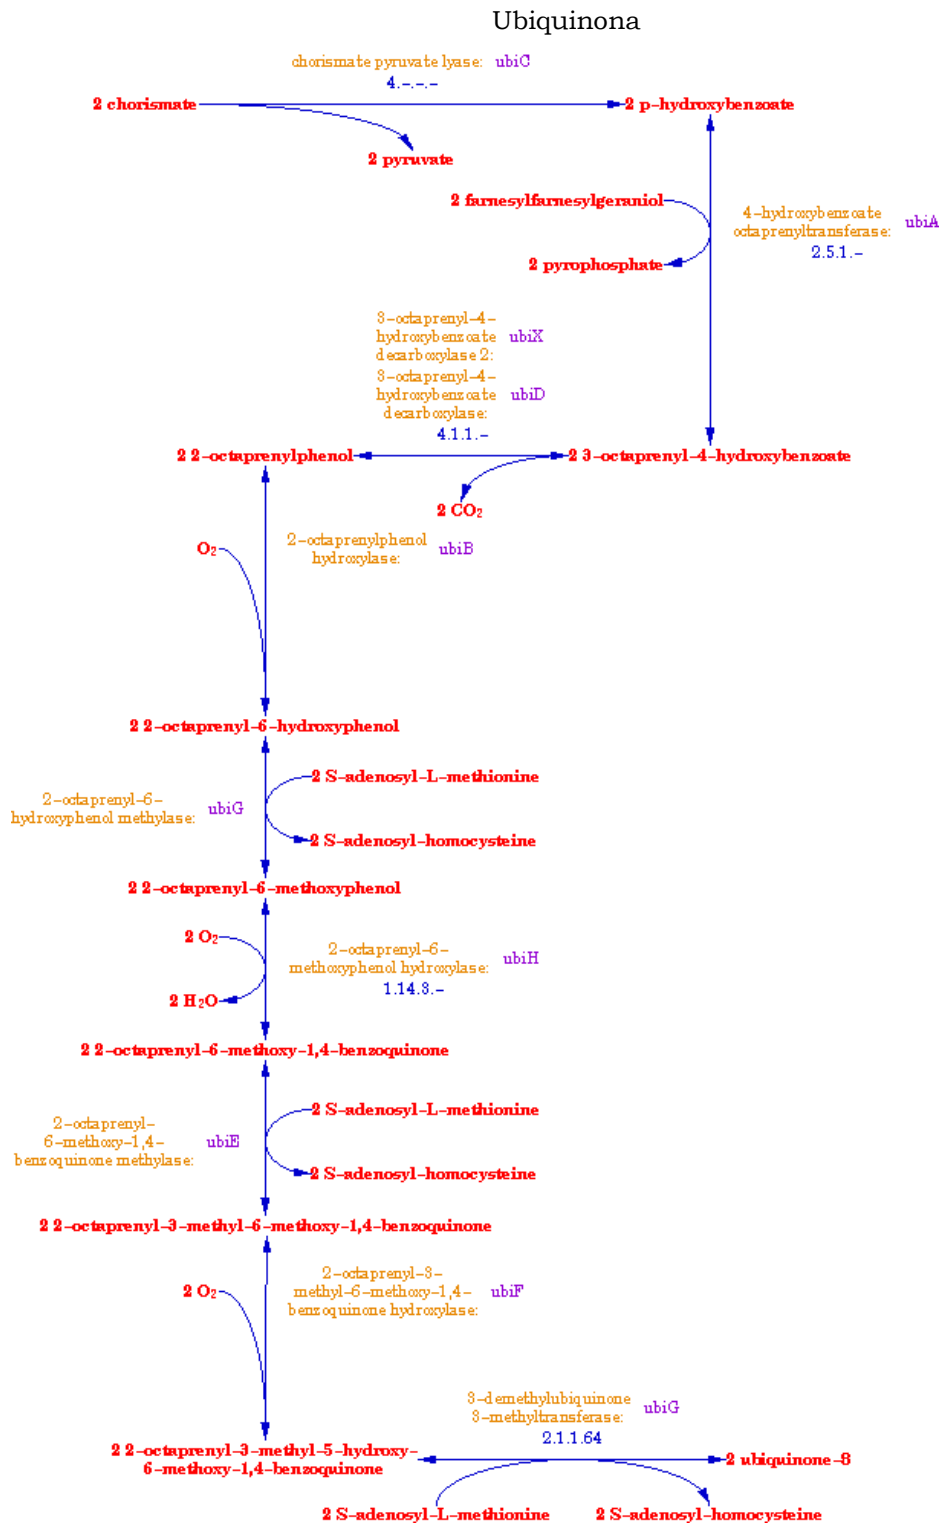 Ubiquinona
chorismate pyruvate lyase: ubiC
4.-.-.-
2 chorismate
2 p-hydroxybenzoate
2 pyruvate
2 farnesylfarnesylgeraniol
4-hydroxybenzoate
octaprenyltransferase:
ubiA
2.5.1.-
2 pyrophosphate
3-octaprenyl-4-
hydroxybenzoate
decarboxylase 2:
ubiX
3-octaprenyl-4-
hydroxybenzoate
decarboxylase:
ubiD
4.1.1.-
2 2-octaprenylphenol
2 3-octaprenyl-4-hydroxybenzoate
2 CO₂
O₂
2-octaprenylphenol
hydroxylase:
ubiB
2 2-octaprenyl-6-hydroxyphenol
2 S-adenosyl-L-methionine
2-octaprenyl-6-
hydroxyphenol methylase:
ubiG
2 S-adenosyl-homocysteine
2 2-octaprenyl-6-methoxyphenol
2 O₂
2-octaprenyl-6-
methoxyphenol hydroxylase:
ubiH
1.14.3.-
2 H₂O
2 2-octaprenyl-6-methoxy-1,4-benzoquinone
2 S-adenosyl-L-methionine
2-octaprenyl-
6-methoxy-1,4-
benzoquinone methylase:
ubiE
2 S-adenosyl-homocysteine
2 2-octaprenyl-3-methyl-6-methoxy-1,4-benzoquinone
2 O₂
2-octaprenyl-3-
methyl-6-methoxy-1,4-
benzoquinone hydroxylase:
ubiF
3-demethylubiquinone
3-methyltransferase:
ubiG
2.1.1.64
2 2-octaprenyl-3-methyl-5-hydroxy-
6-methoxy-1,4-benzoquinone
2 ubiquinone-8
2 S-adenosyl-L-methionine
2 S-adenosyl-homocysteine